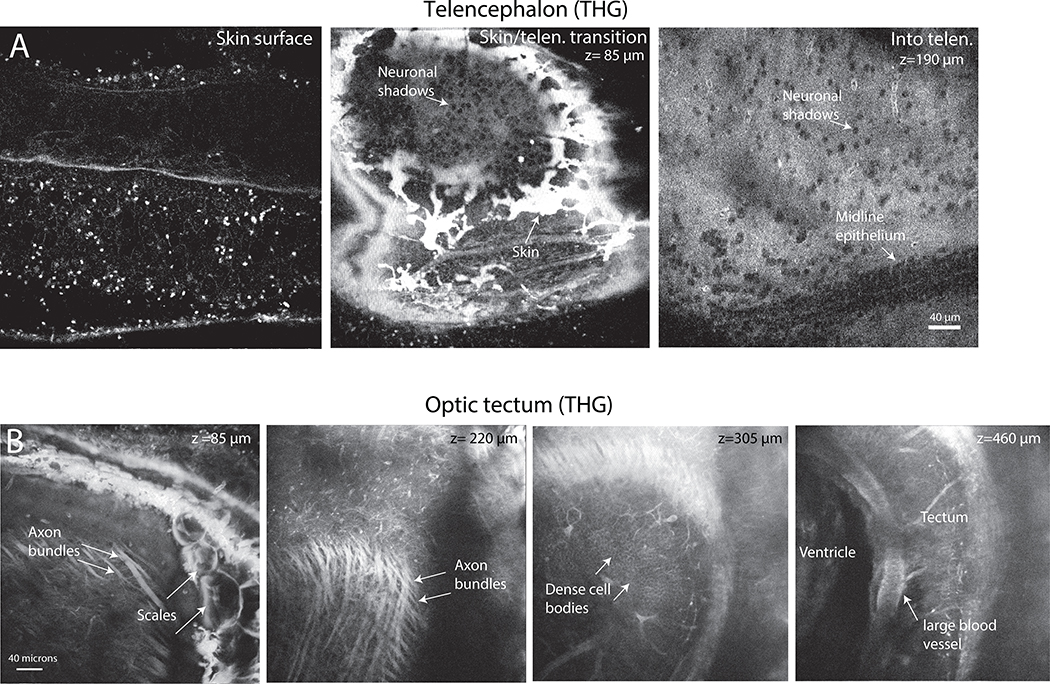 Telencephalon (THG)
A
Skin surface
Skin/telen. transition
z= 85 µm
Neuronal
shadows
Skin
Into telen.
z=190 µm
Neuronal
shadows
Midline
epithelium
40 µm
Optic tectum (THG)
B
z =85 µm
Axon
bundles
Scales
40 microns
z= 220 µm
Axon
bundles
z=305 µm
Dense cell
bodies
z=460 µm
Tectum
Ventricle
large blood
vessel